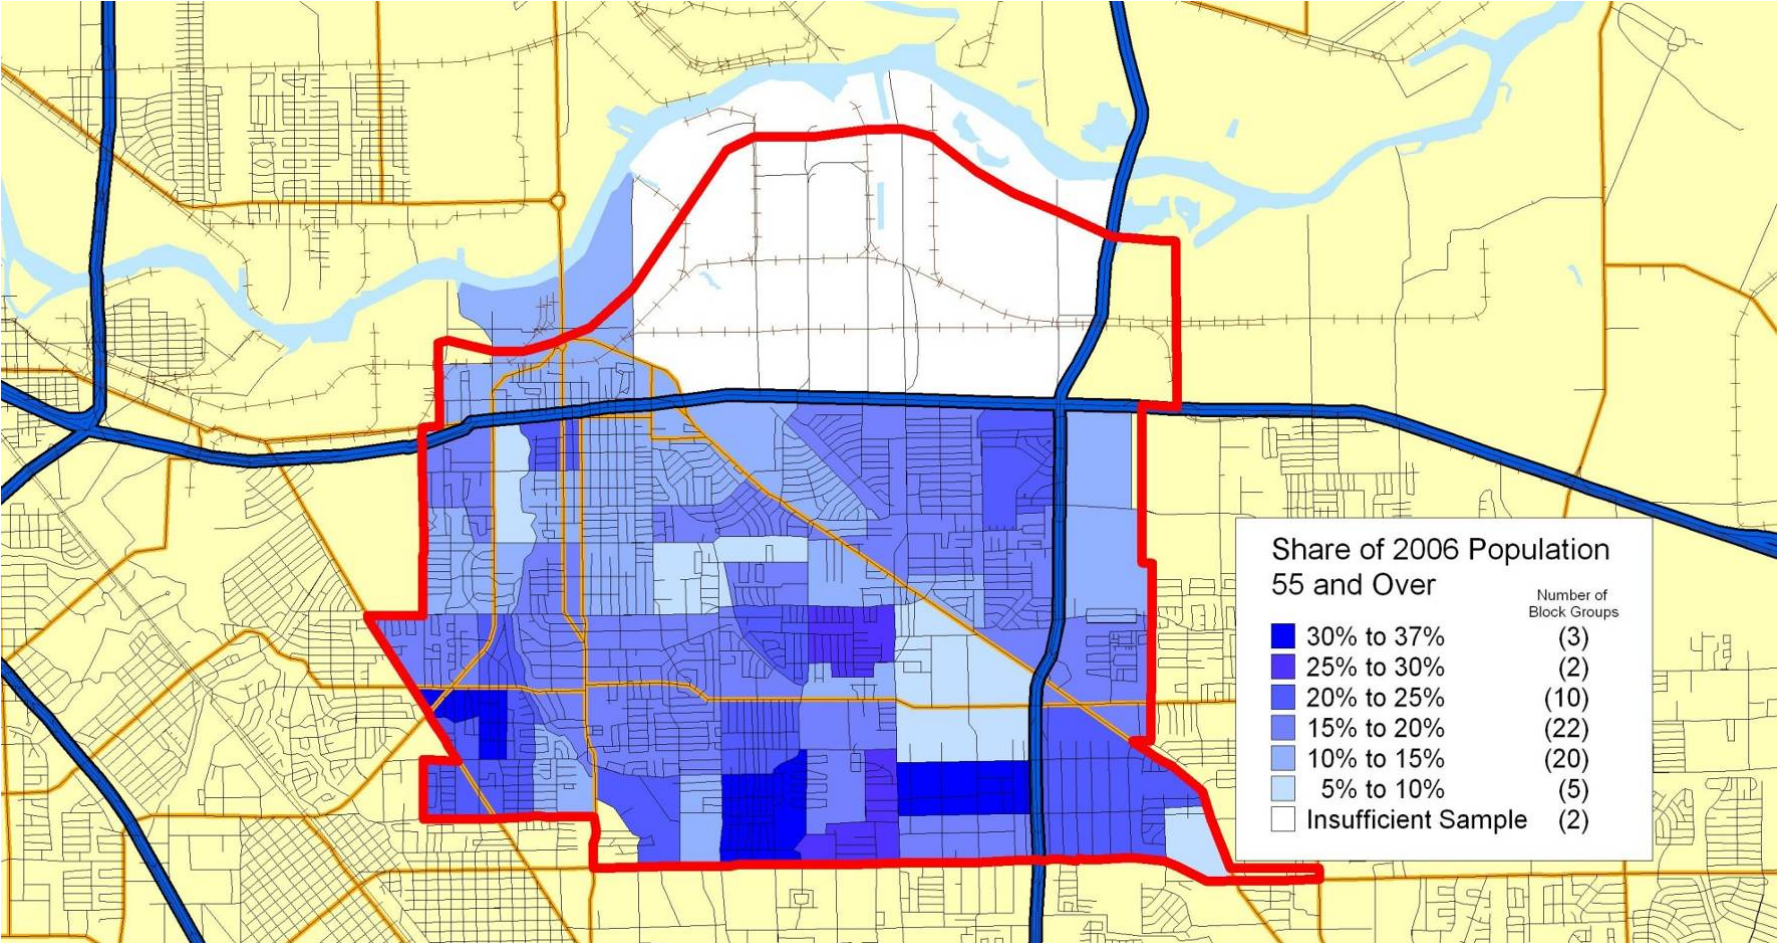 Share of 2006 Population
55 and Over
Number of
Block Groups
30% to 37% (3)
25% to 30% (2)
20% to 25% (10)
15% to 20% (22)
10% to 15% (20)
5% to 10% (5)
Insufficient Sample (2)